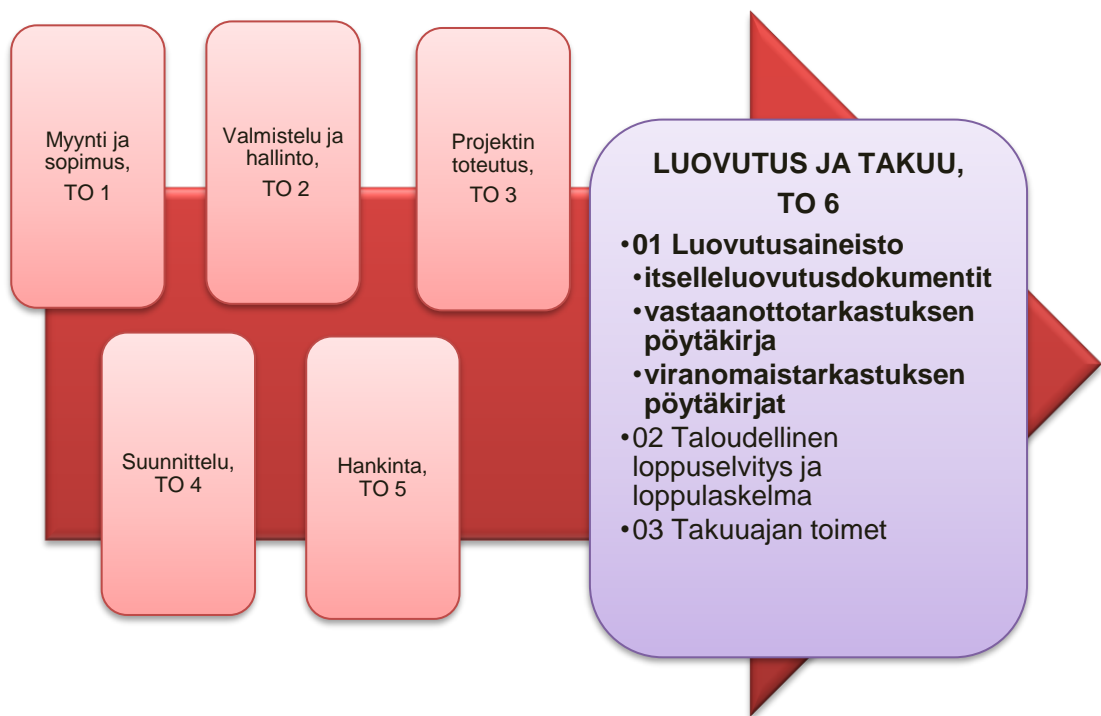 Myynti ja
sopimus,
TO 1
Valmistelu ja
hallinto,
TO 2
Projektin
toteutus,
TO 3
Suunnittelu,
TO 4
Hankinta,
TO 5
LUOVUTUS JA TAKUU,
TO 6
•01 Luovutusaineisto
•itselleluovutusdokumentit
•vastaanottotarkastuksen
pöytäkirja
•viranomaistarkastuksen
pöytäkirjat
•02 Taloudellinen
loppuselvitys ja
loppulaskelma
•03 Takuuajan toimet